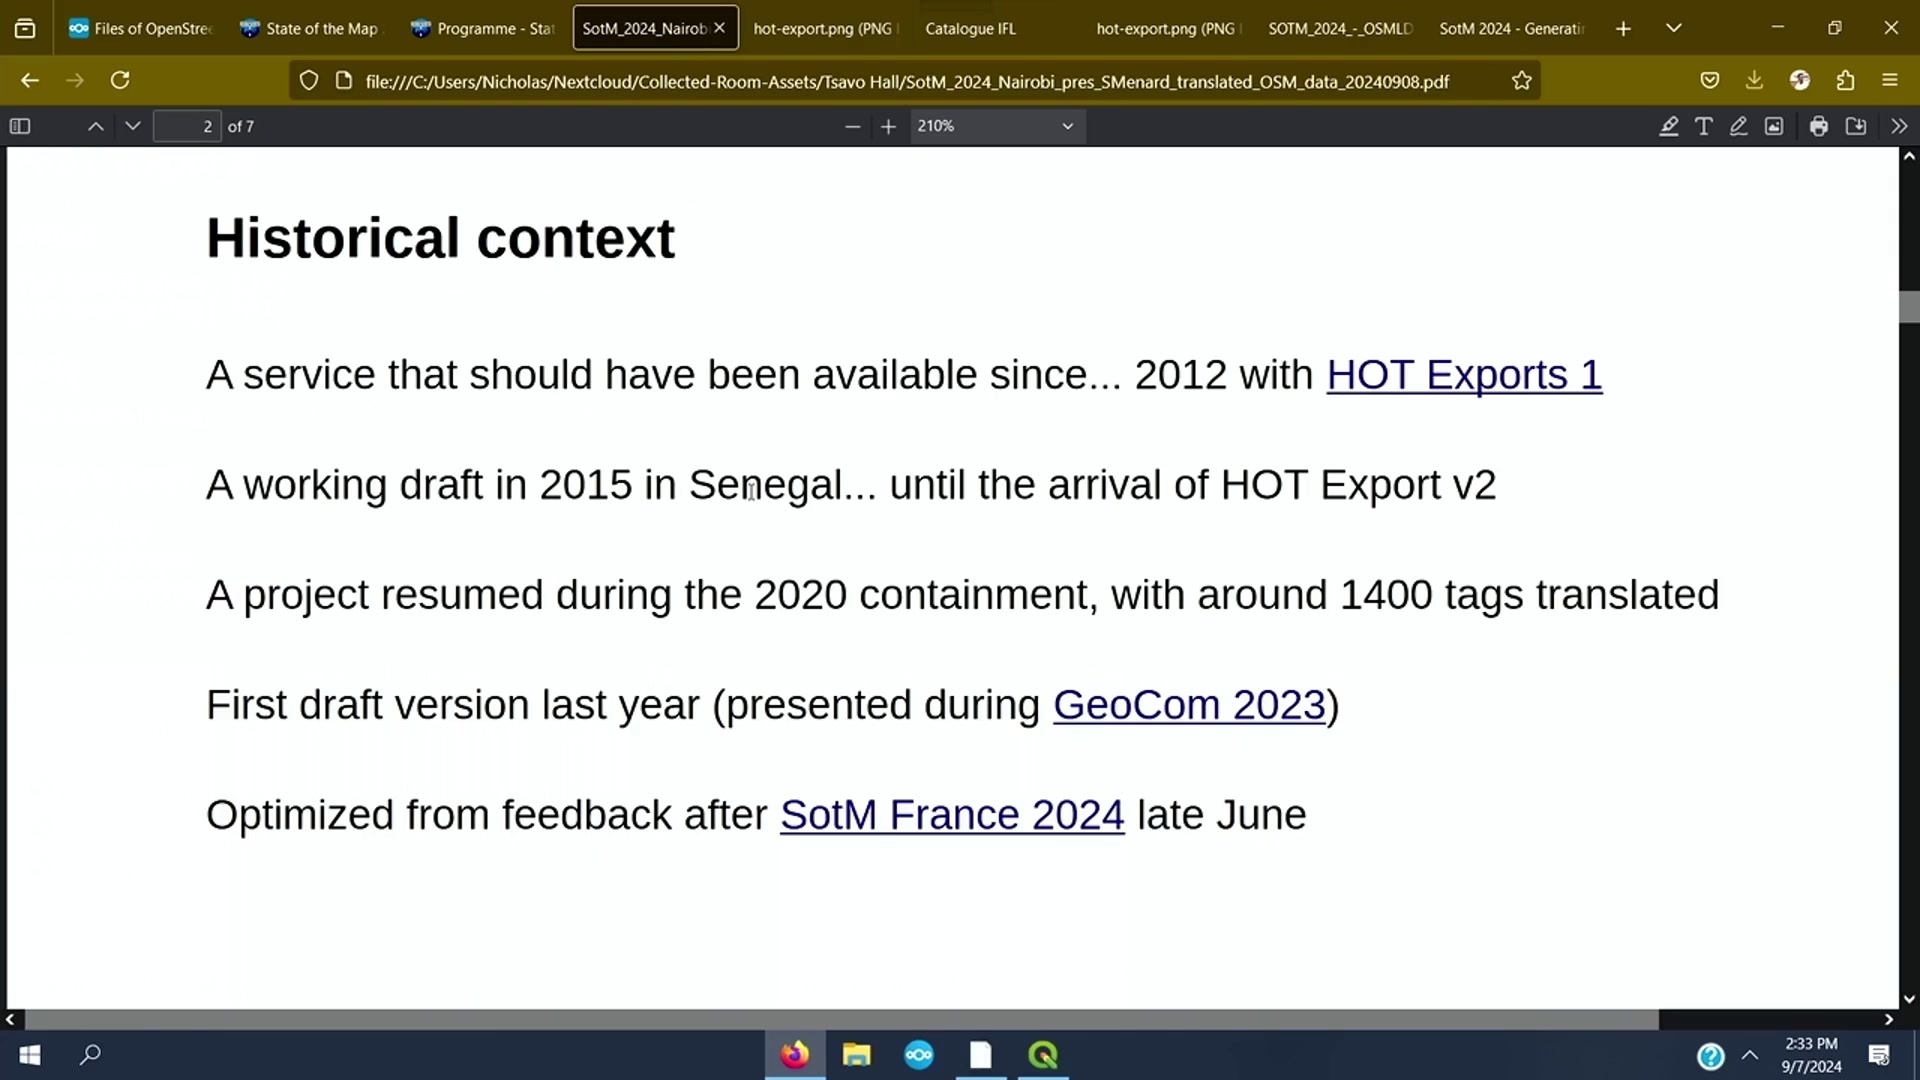 Files of OpenStree
State of the Map
Programme - Stat
SotM_2024_Nairobi
hot-export.png (PNG I
Catalogue IFL
hot-export.png (PNG I
SOTM_2024_-_OSMLD
SotM 2024 - Generatin
file:///C:/Users/Nicholas/Nextcloud/Collected-Room-Assets/Tsavo Hall/SotM_2024_Nairobi_pres_SMenard_translated_OSM_data_20240908.pdf
2 of 7
210%
Historical context
A service that should have been available since... 2012 with HOT Exports 1
A working draft in 2015 in Senegal... until the arrival of HOT Export v2
A project resumed during the 2020 containment, with around 1400 tags translated
First draft version last year (presented during GeoCom 2023)
Optimized from feedback after SotM France 2024 late June
2:33 PM
9/7/2024